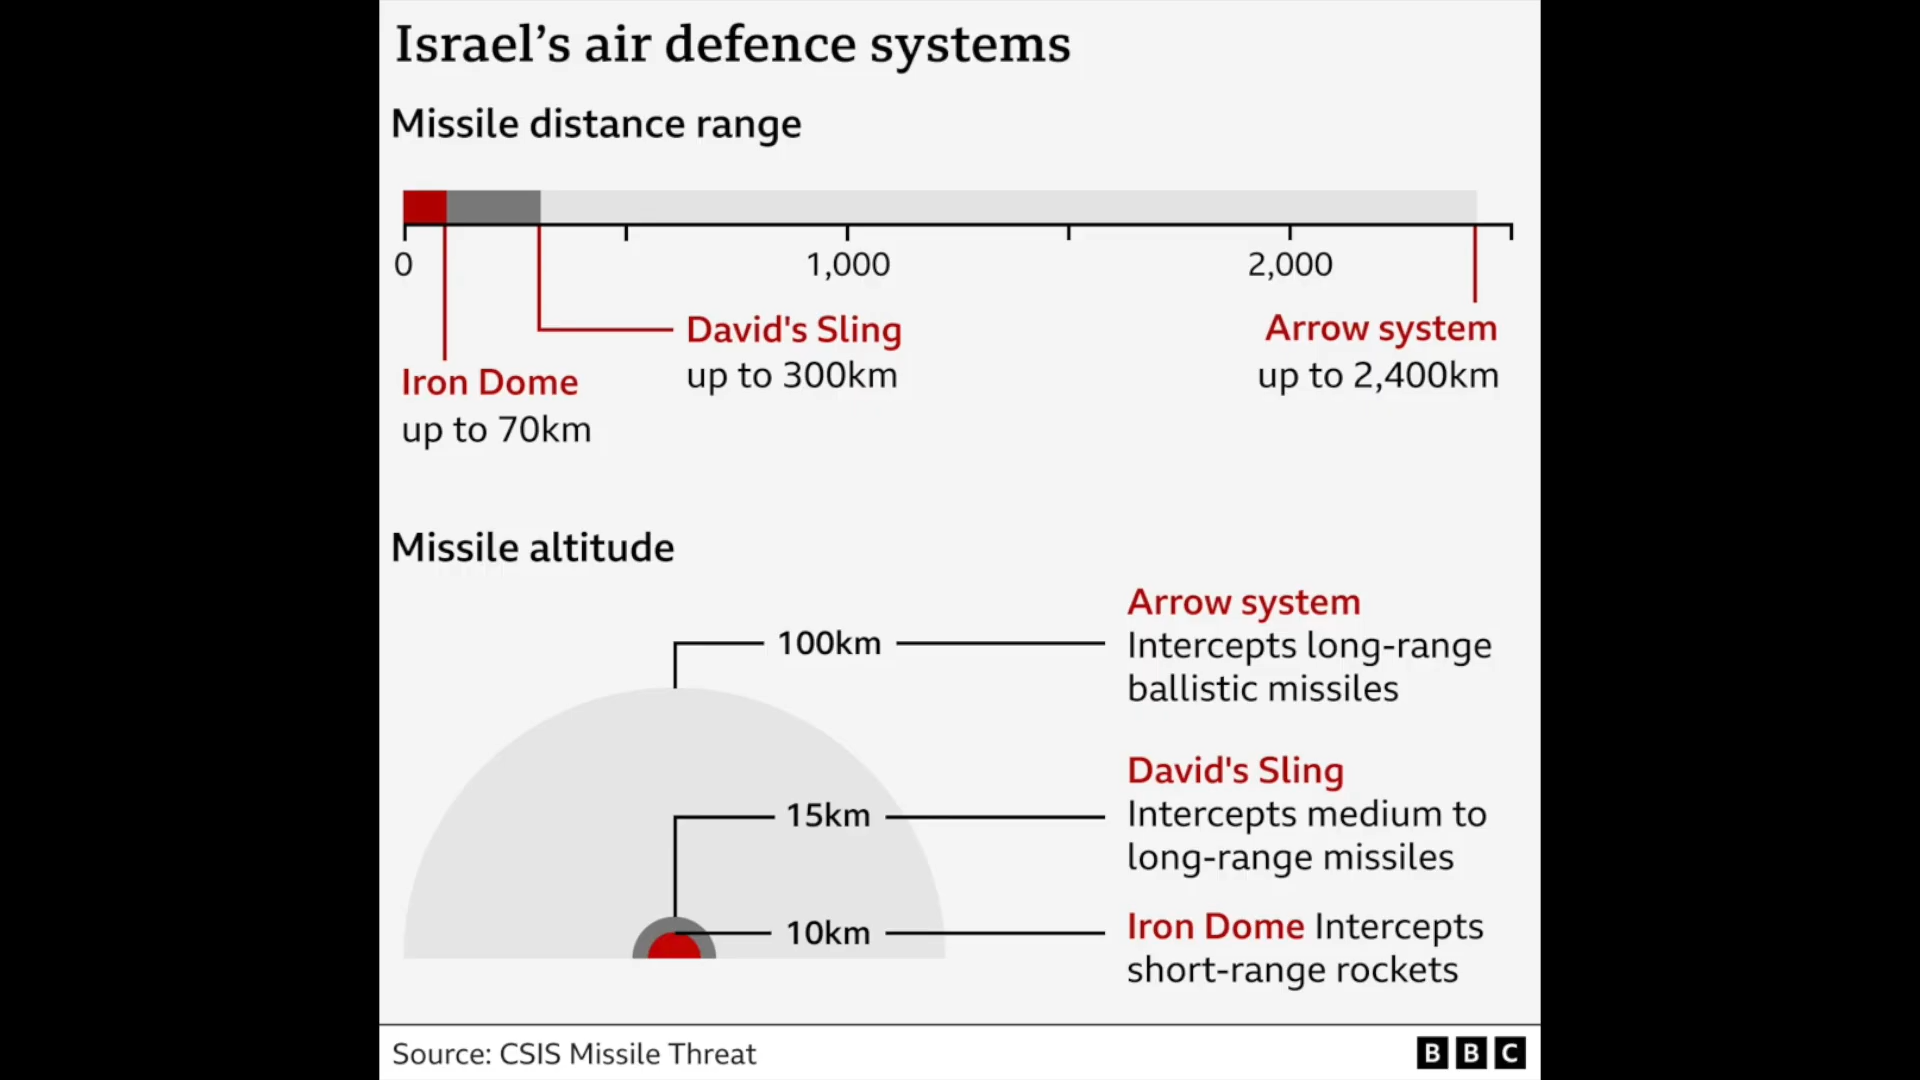 Israel’s air defence systems
Missile distance range
0
1,000
2,000
David's Sling
up to 300km
Arrow system
up to 2,400km
Iron Dome
up to 70km
Missile altitude
100km
Arrow system
Intercepts long-range
ballistic missiles
15km
David's Sling
Intercepts medium to
long-range missiles
10km
Iron Dome Intercepts
short-range rockets
Source: CSIS Missile Threat
BBC